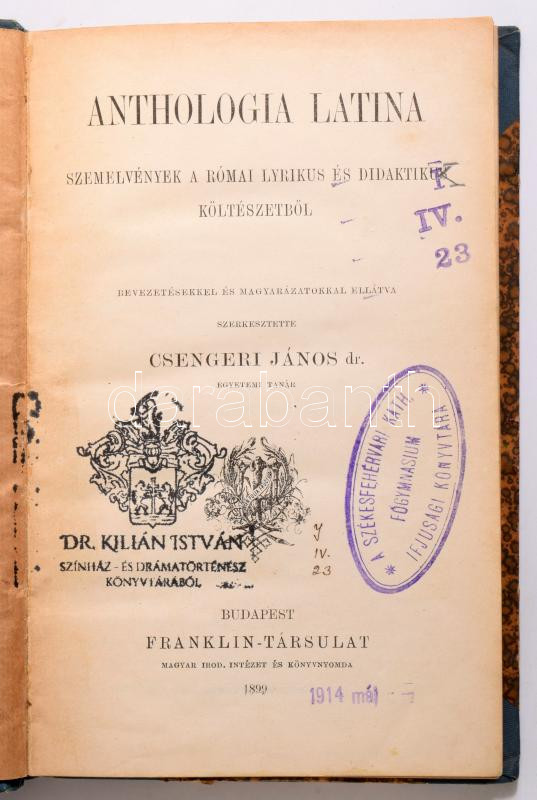 ANTHOLOGIA LATINA
SZEMELVÉNYEK A RÓMAI LYRIKUS ÉS DIDAKTIKUS
KÖLTÉSZETBŐL
K
IV.
23
BEVEZETÉSEKKEL ÉS MAGYARÁZATOKKAL ELLÁTVA
SZERKESZTETTE
CSENGERI JÁNOS dr.
EGYETEMI TANÁR
darabanth
A SZÉKESFEHÉRVÁRI KATH.
FŐGYMNASIUM
IFJUSÁGI KÖNYVTÁRA
DR. KILIÁN ISTVÁN
SZÍNHÁZ - ÉS DRÁMATÖRTÉNÉSZ
KÖNYVTÁRÁBÓL
IV.
23
BUDAPEST
FRANKLIN-TÁRSULAT
MAGYAR IROD. INTÉZET ÉS KÖNYVNYOMDA
1899
1914 máj